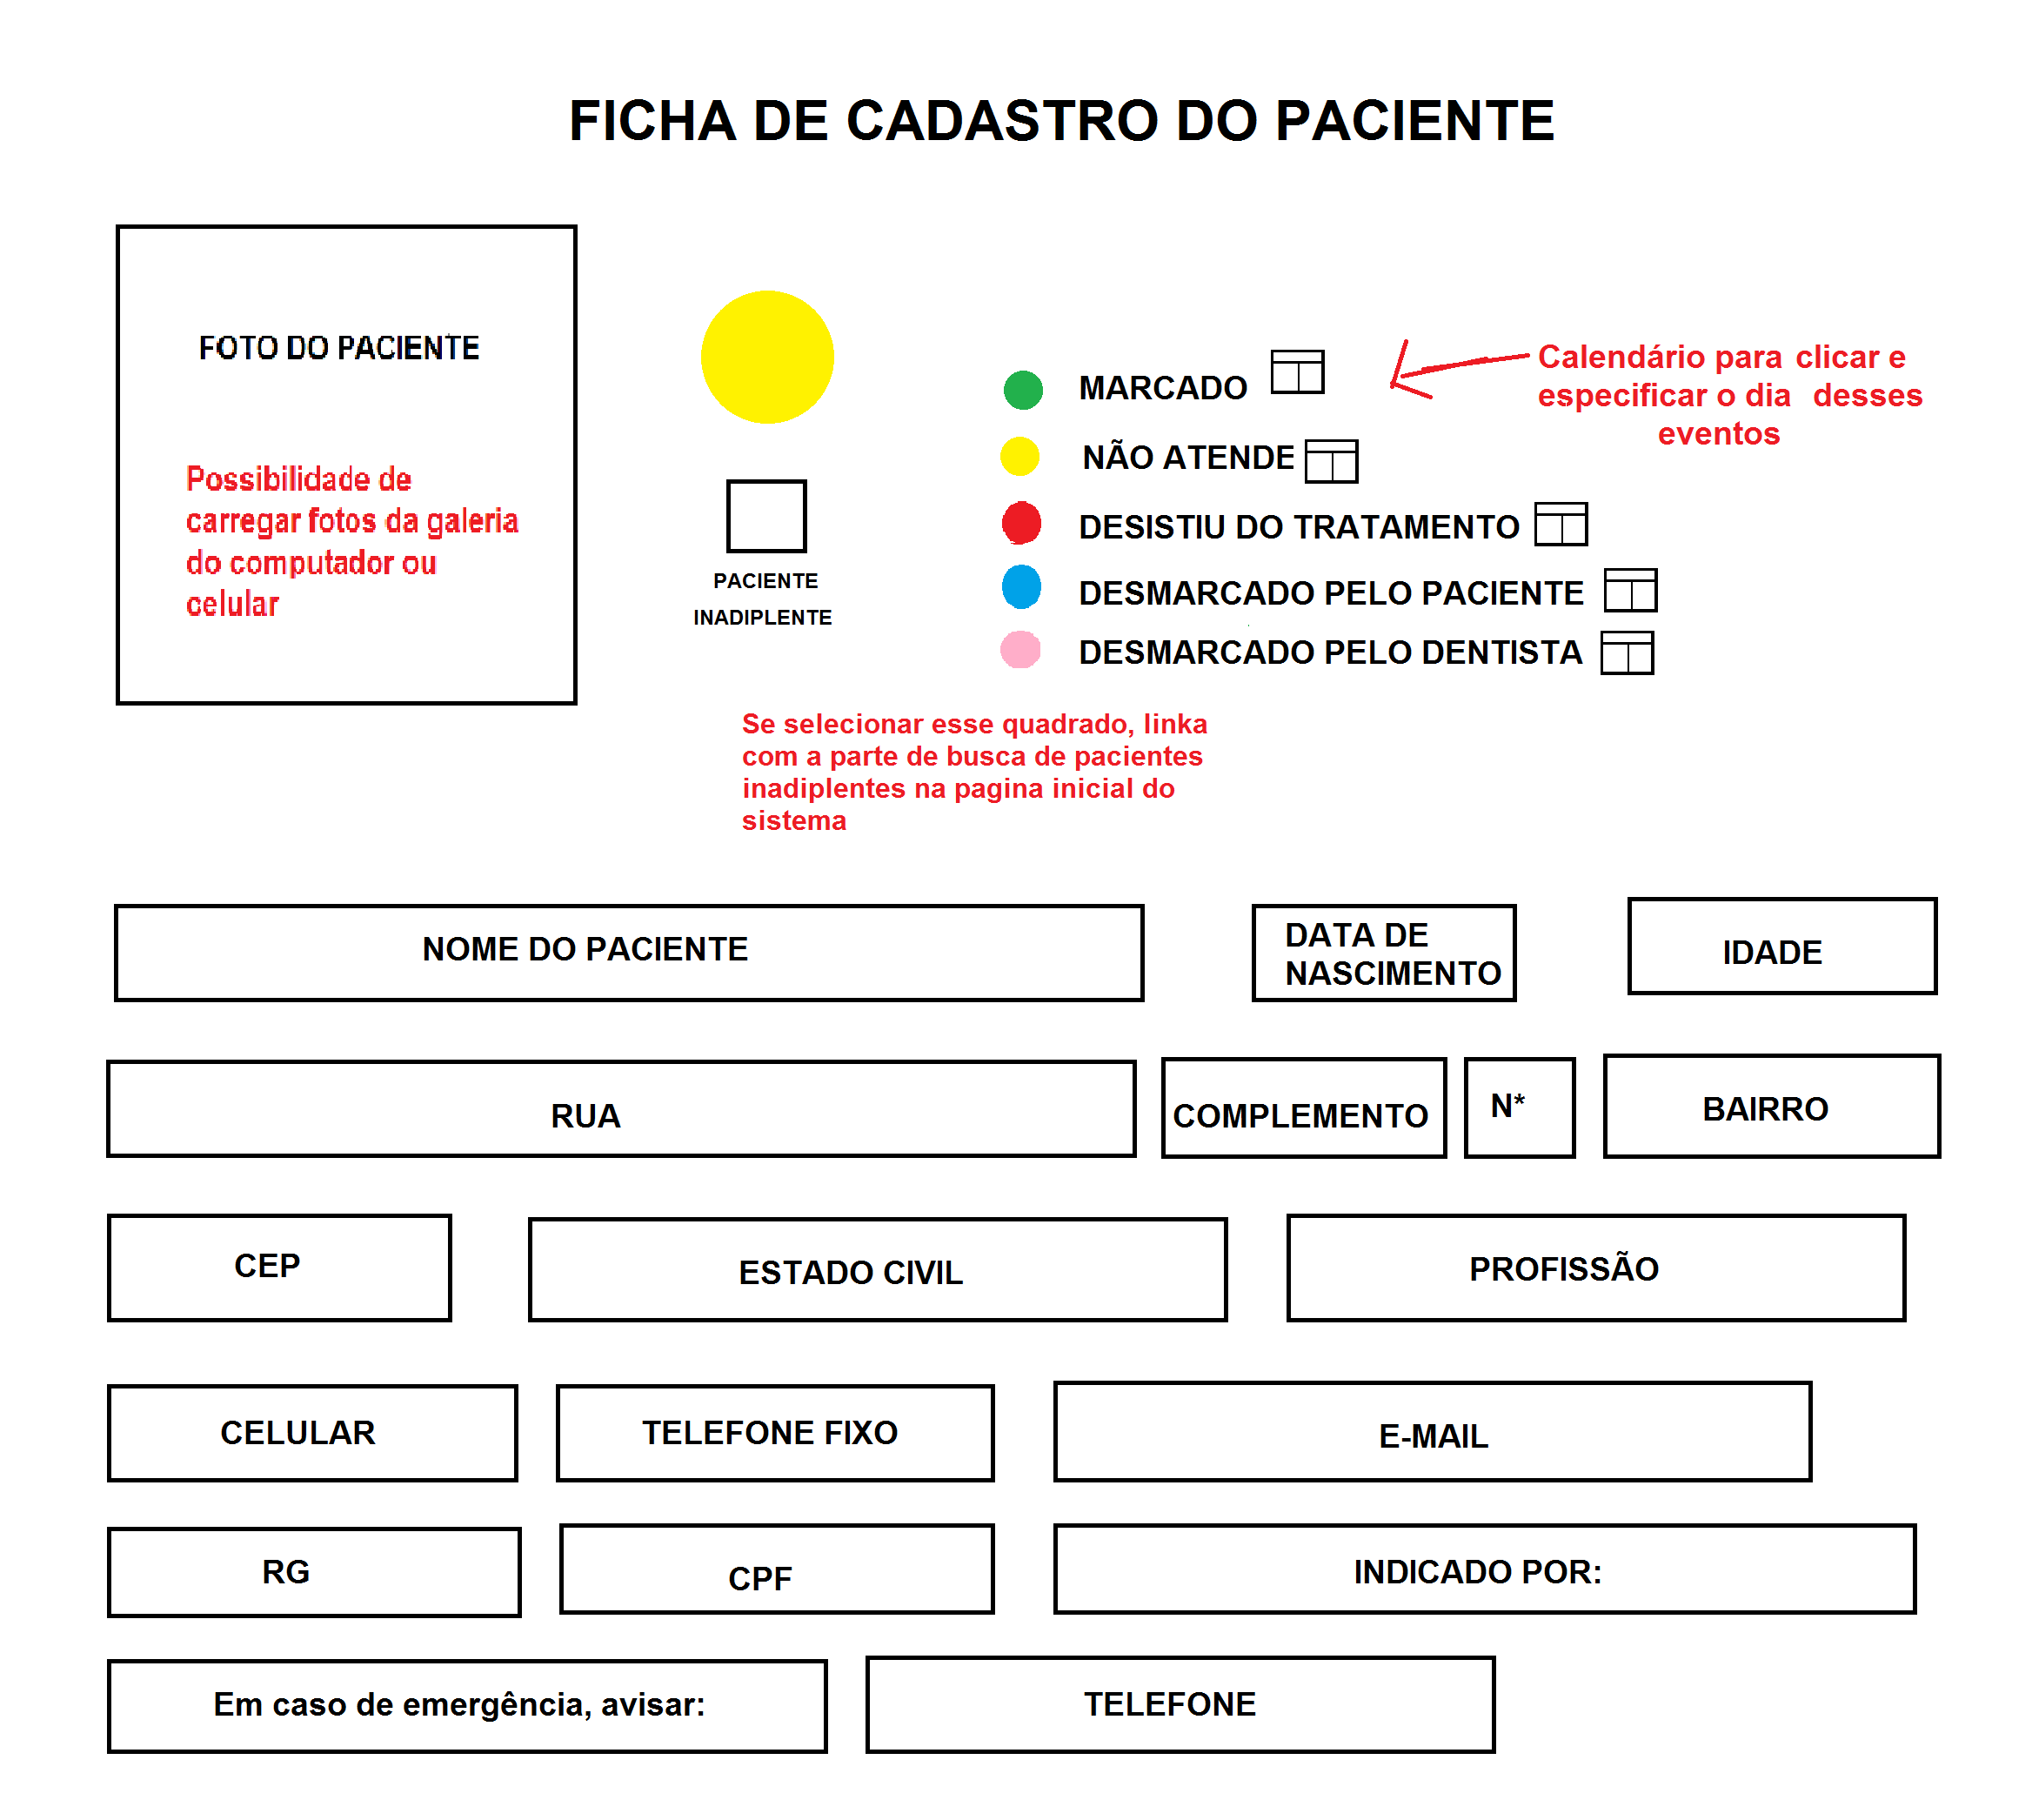 FICHA DE CADASTRO DO PACIENTE
FOTO DO PACIENTE
Possibilidade de
carregar fotos da galeria
do computador ou
celular
PACIENTE
INADIPLENTE
MARCADO
NÃO ATENDE
DESISTIU DO TRATAMENTO
DESMARCADO PELO PACIENTE
DESMARCADO PELO DENTISTA
Calendário para clicar e
especificar o dia desses
eventos
Se selecionar esse quadrado, linka
com a parte de busca de pacientes
inadiplentes na pagina inicial do
sistema
NOME DO PACIENTE
DATA DE
NASCIMENTO
IDADE
RUA
COMPLEMENTO
N*
BAIRRO
CEP
ESTADO CIVIL
PROFISSÃO
CELULAR
TELEFONE FIXO
E-MAIL
RG
CPF
INDICADO POR:
Em caso de emergência, avisar:
TELEFONE